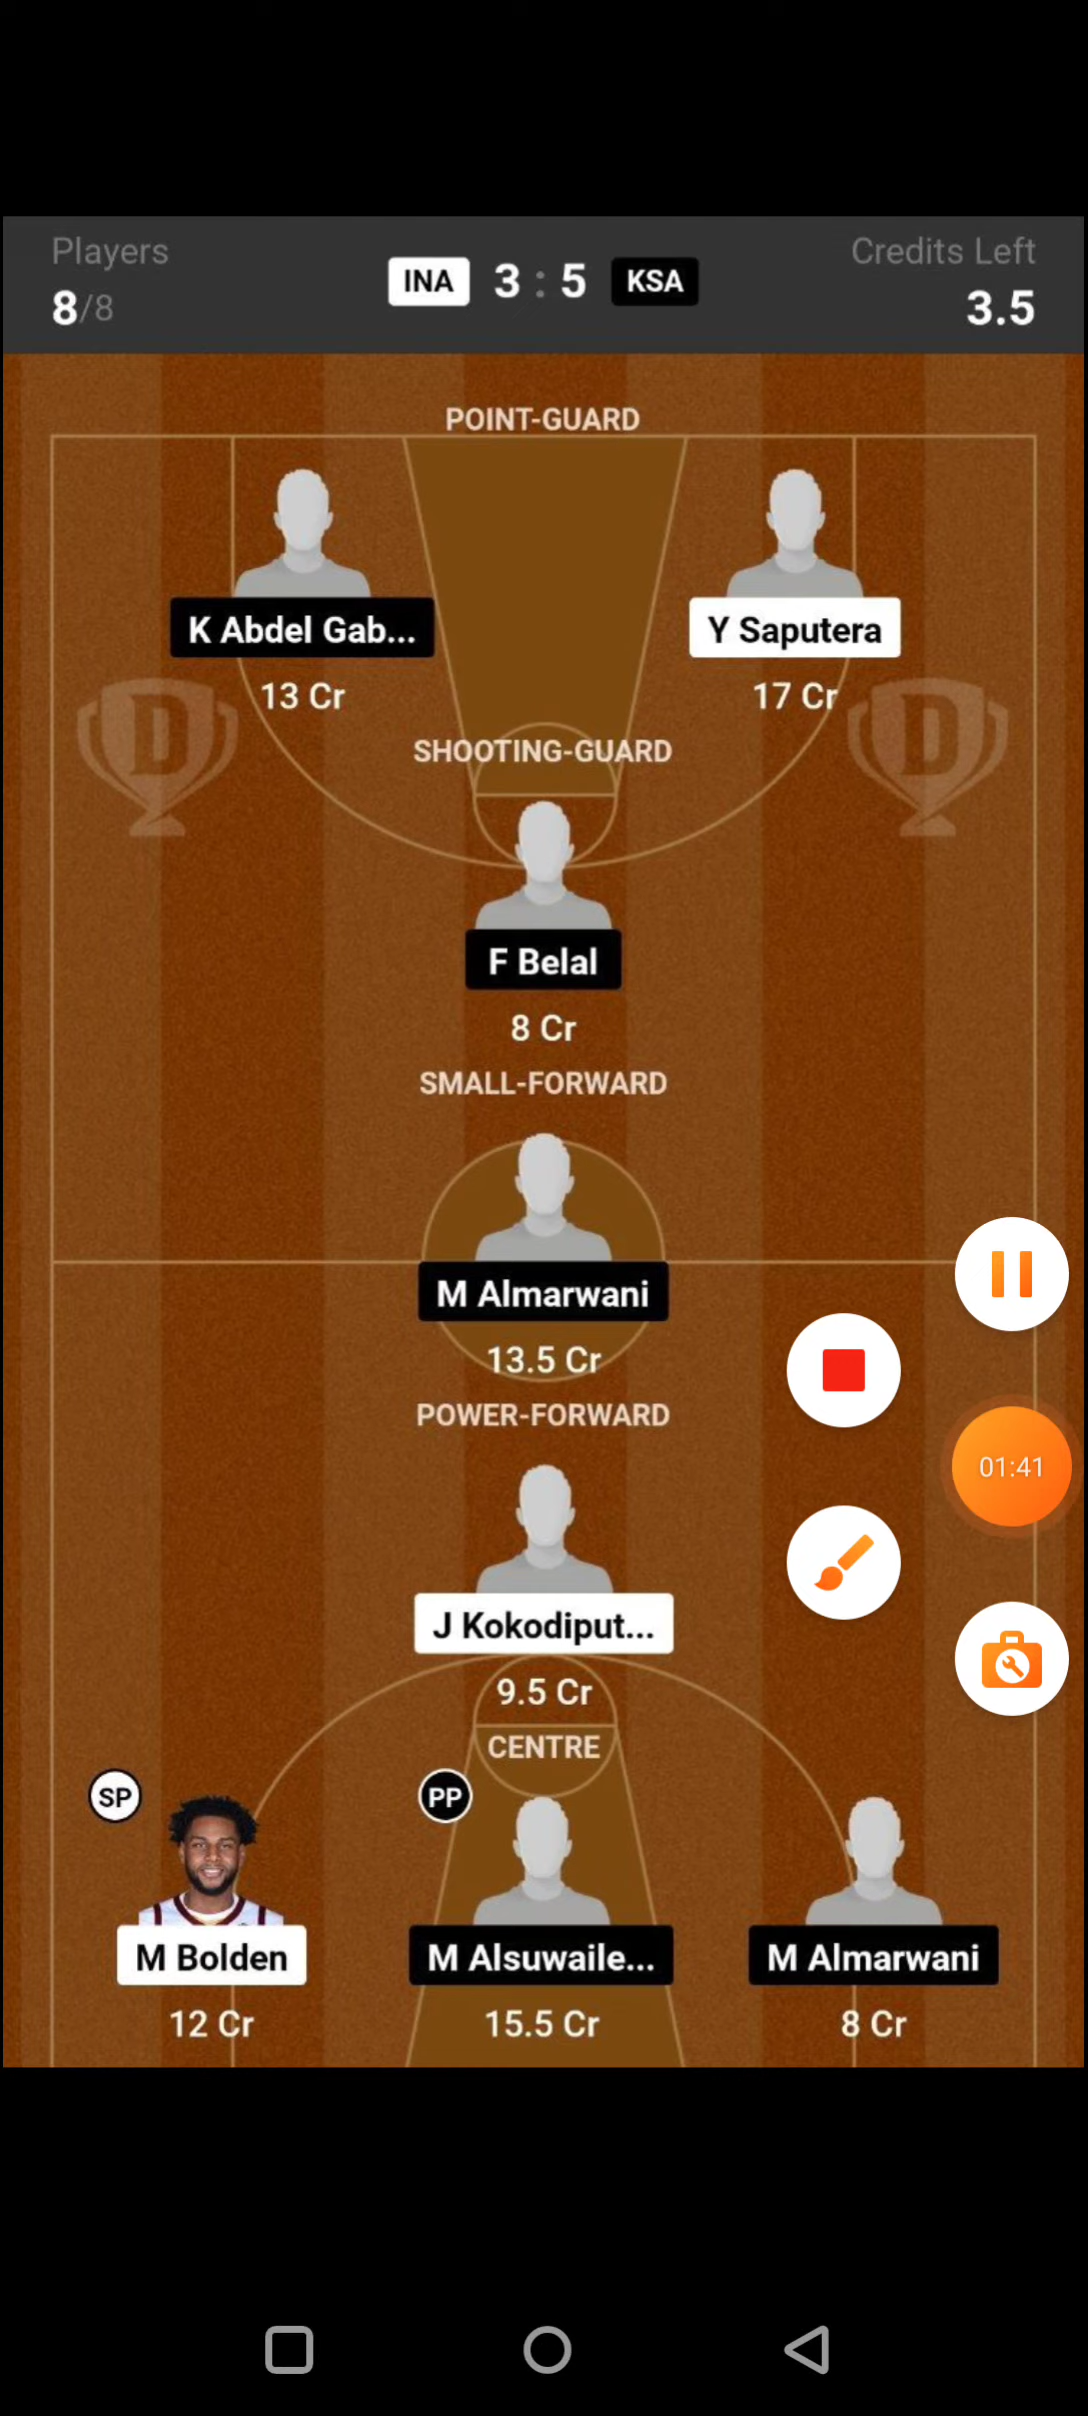 Players
8/8
INA 3 : 5 KSA
Credits Left
3.5
POINT-GUARD
K Abdel Gab...
13 Cr
Y Saputera
17 Cr
D
D
SHOOTING-GUARD
F Belal
8 Cr
SMALL-FORWARD
M Almarwani
13.5 Cr
POWER-FORWARD
01:41
J Kokodiput...
9.5 Cr
CENTRE
SP
M Bolden
12 Cr
PP
M Alsuwaile...
15.5 Cr
M Almarwani
8 Cr